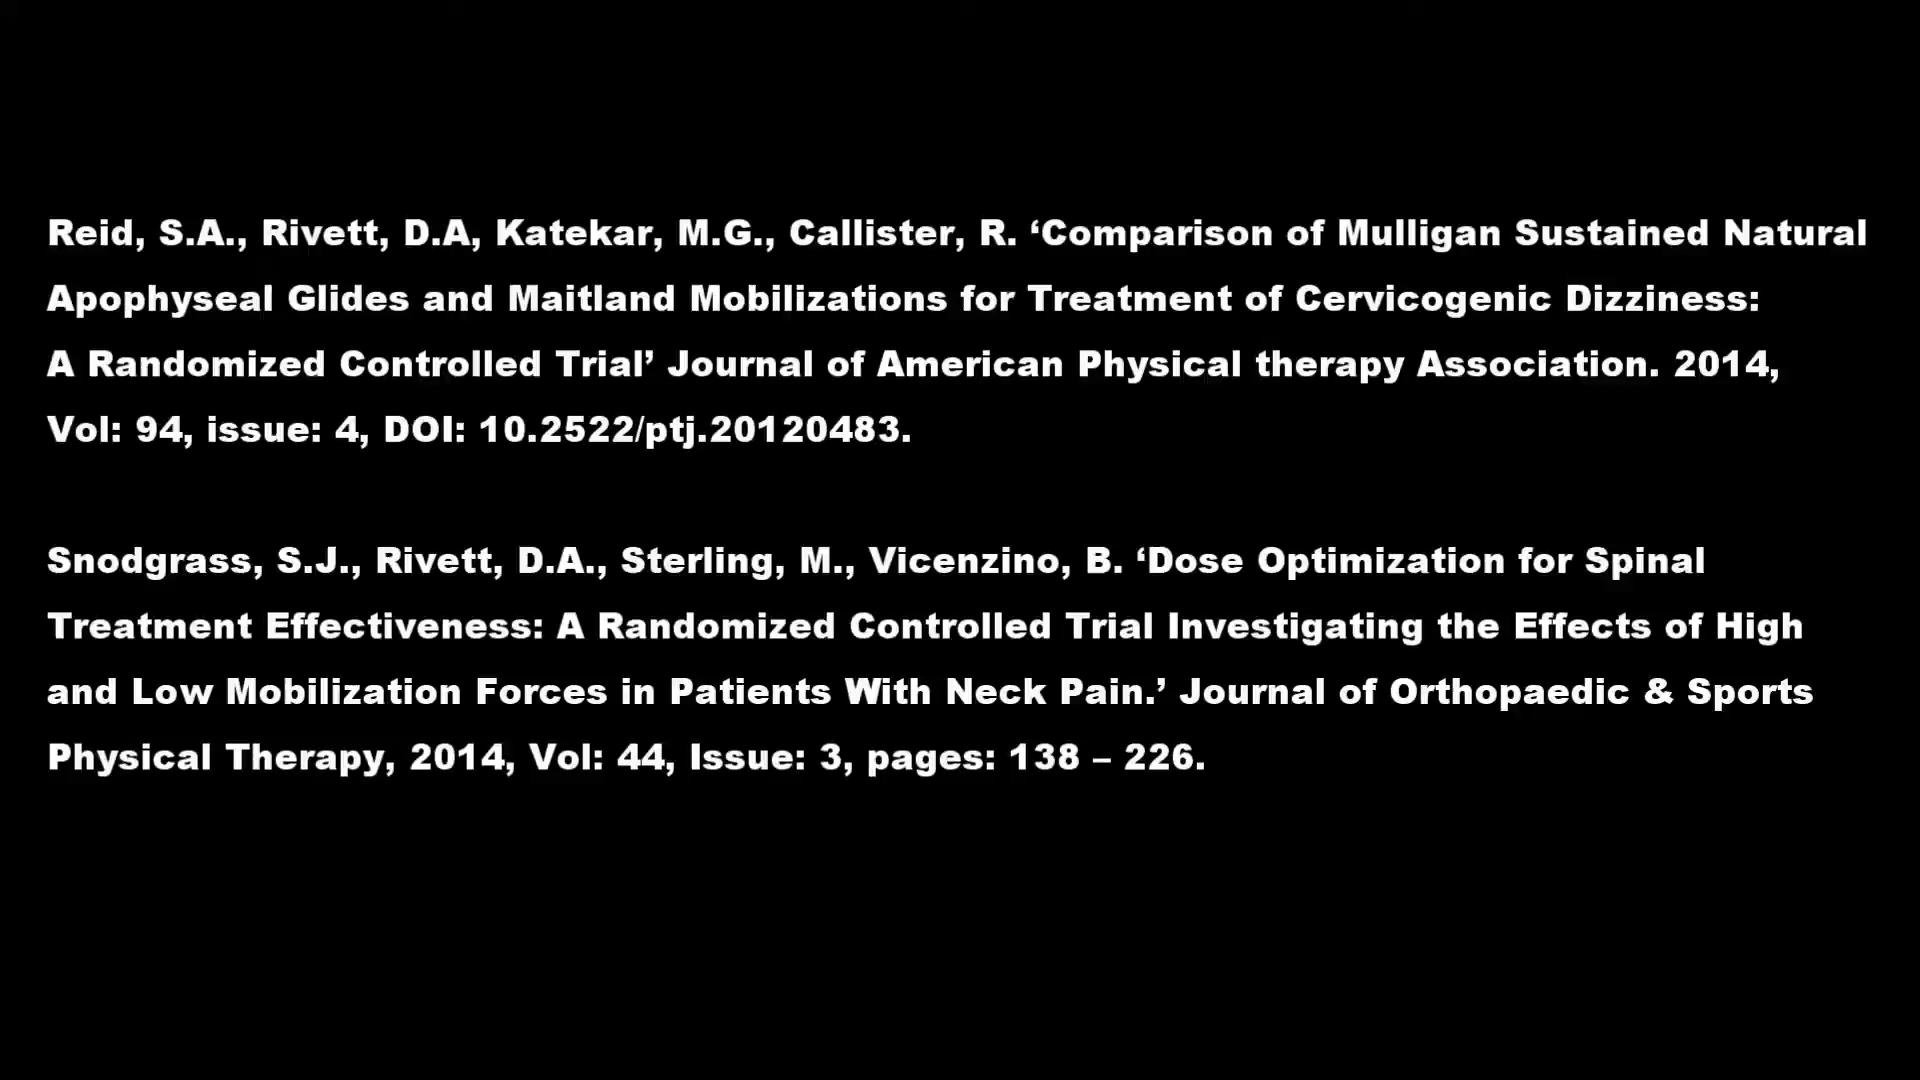 Reid, S.A., Rivett, D.A, Katekar, M.G., Callister, R. ‘Comparison of Mulligan Sustained Natural
Apophyseal Glides and Maitland Mobilizations for Treatment of Cervicogenic Dizziness:
A Randomized Controlled Trial’ Journal of American Physical therapy Association. 2014,
Vol: 94, issue: 4, DOI: 10.2522/ptj.20120483.
Snodgrass, S.J., Rivett, D.A., Sterling, M., Vicenzino, B. ‘Dose Optimization for Spinal
Treatment Effectiveness: A Randomized Controlled Trial Investigating the Effects of High
and Low Mobilization Forces in Patients With Neck Pain.’ Journal of Orthopaedic & Sports
Physical Therapy, 2014, Vol: 44, Issue: 3, pages: 138 – 226.